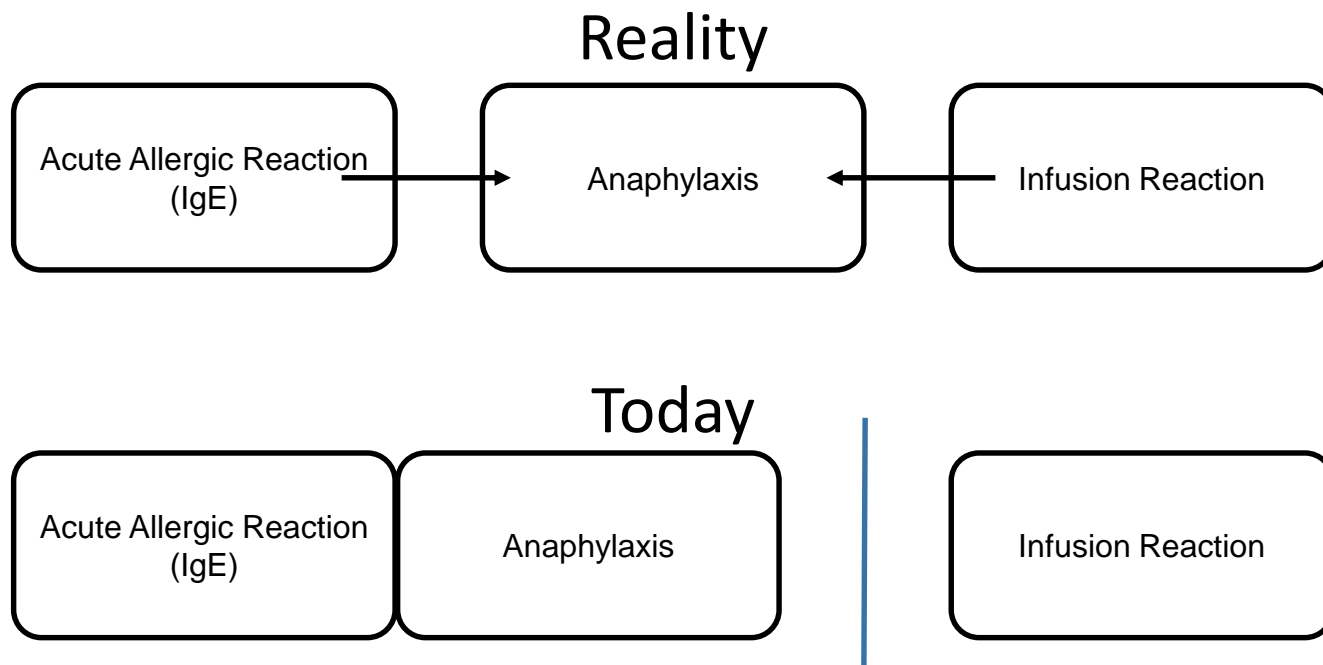 Reality
Acute Allergic Reaction
(IgE)
Anaphylaxis
Infusion Reaction
Today
Acute Allergic Reaction
(IgE)
Anaphylaxis
Infusion Reaction